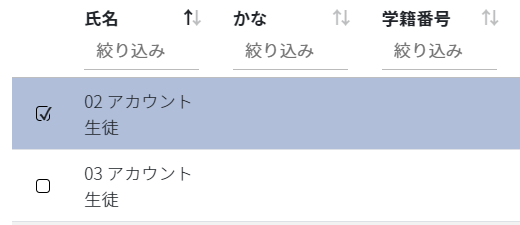 氏名 かな 学籍番号
絞り込み 絞り込み 絞り込み
02 アカウント
生徒
03 アカウント
生徒